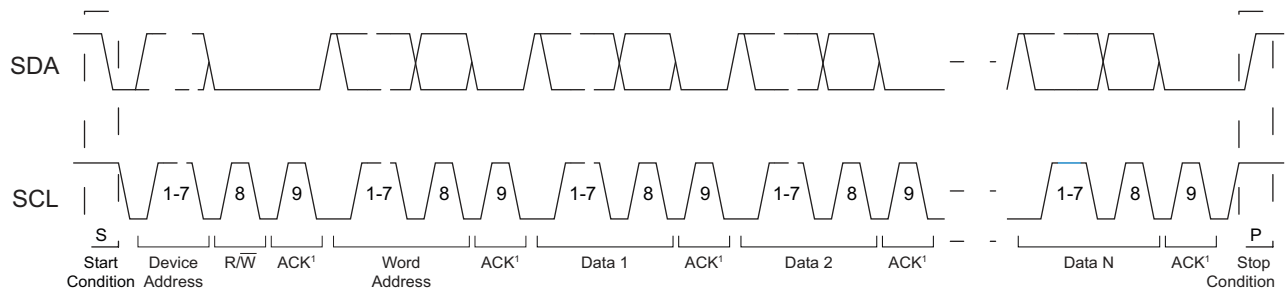 SDA
SCL
1-7 8 9 1-7 8 9 1-7 8 9 1-7 8 9 1-7 8 9
S P
Start Condition Device Address R/W̅ ACK¹ Word Address ACK¹ Data 1 ACK¹ Data 2 ACK¹ Data N ACK¹ Stop Condition